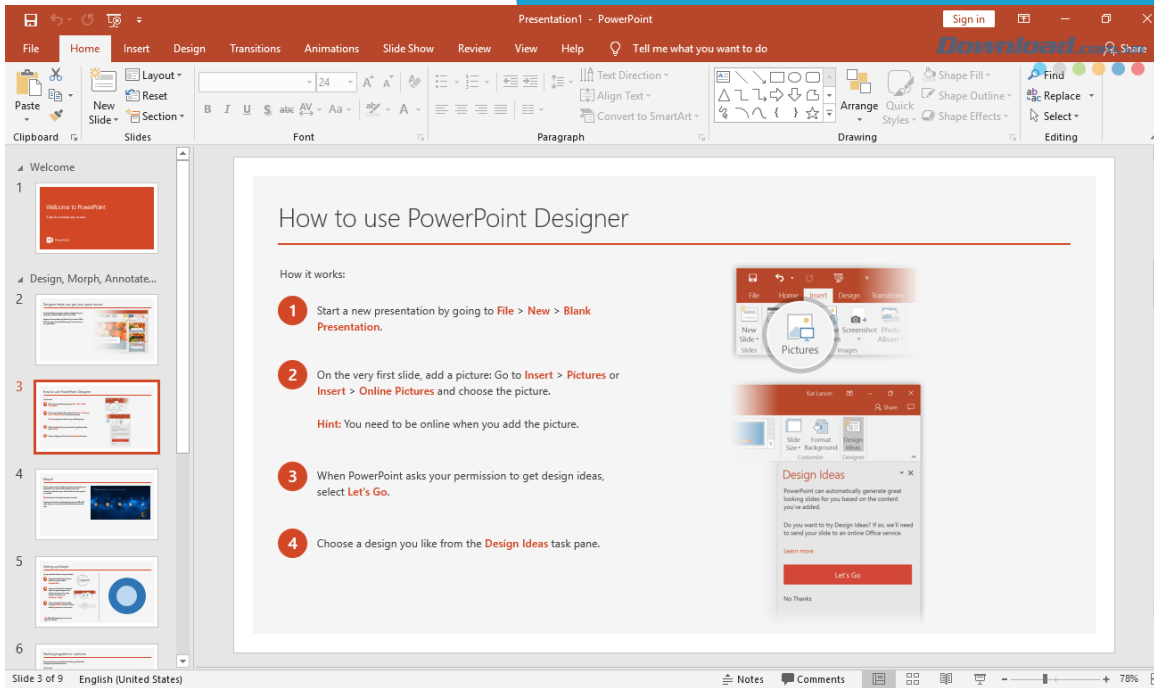 Presentation1 - PowerPoint
Sign in
File Home Insert Design Transitions Animations Slide Show Review View Help Tell me what you want to do Share
Download.com.vn
Paste
New
Slide
Layout
Reset
Section
24
B I U S abc AV Aa A
Text Direction
Align Text
Convert to SmartArt
Arrange
Quick
Styles
Shape Fill
Shape Outline
Shape Effects
Find
Replace
Select
Clipboard Slides Font Paragraph Drawing Editing
Welcome
1
Welcome to PowerPoint
Design, Morph, Annotate...
2
3
How to use PowerPoint Designer
4
Morph
5
Setting up Morph
6
How to use PowerPoint Designer
How it works:
1 Start a new presentation by going to File > New > Blank
Presentation.
2 On the very first slide, add a picture: Go to Insert > Pictures or
Insert > Online Pictures and choose the picture.
Hint: You need to be online when you add the picture.
3 When PowerPoint asks your permission to get design ideas,
select Let's Go.
4 Choose a design you like from the Design Ideas task pane.
File Home Insert Design Transitions
New
Slide
Slides
Pictures
Screenshot
Photo
Album
Images
Kat Larson
Share
Slide
Size
Format
Background
Design
Ideas
Customize Designer
Design Ideas
PowerPoint can automatically generate great
looking slides for you based on the content
you've added.
Do you want to try Design Ideas? If so, we'll need
to send your slide to an online Office service.
Learn more
Let's Go
No Thanks
Slide 3 of 9 English (United States) Notes Comments 78%